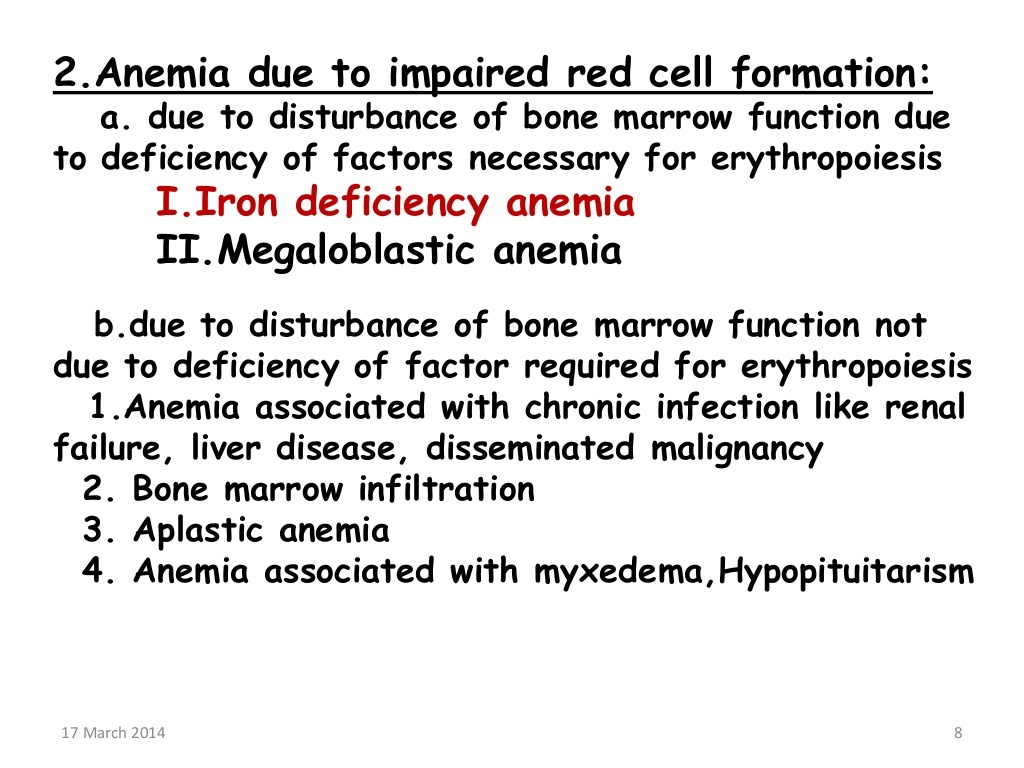 2.Anemia due to impaired red cell formation:
a. due to disturbance of bone marrow function due
to deficiency of factors necessary for erythropoiesis
I.Iron deficiency anemia
II.Megaloblastic anemia
b.due to disturbance of bone marrow function not
due to deficiency of factor required for erythropoiesis
1.Anemia associated with chronic infection like renal
failure, liver disease, disseminated malignancy
2. Bone marrow infiltration
3. Aplastic anemia
4. Anemia associated with myxedema,Hypopituitarism
17 March 2014
8